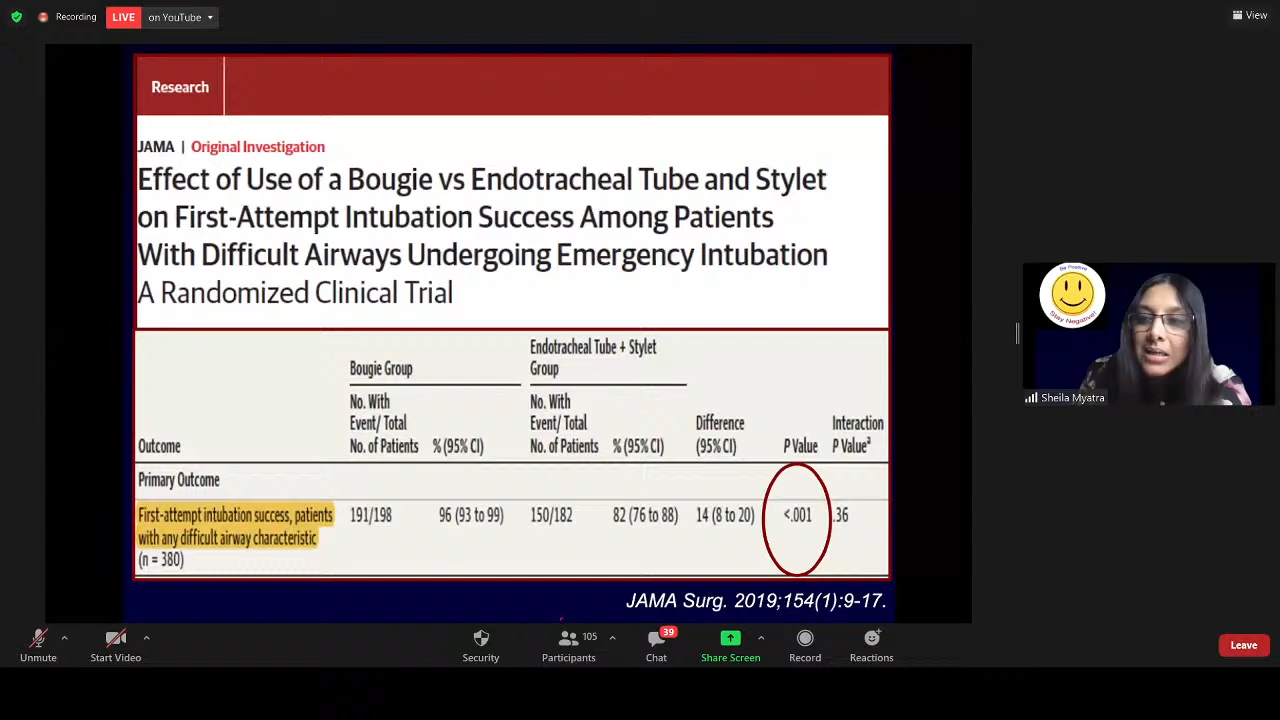 Recording
LIVE
on YouTube
View
Research
JAMA | Original Investigation
Effect of Use of a Bougie vs Endotracheal Tube and Stylet
on First-Attempt Intubation Success Among Patients
With Difficult Airways Undergoing Emergency Intubation
A Randomized Clinical Trial
Endotracheal Tube + Stylet
Bougie Group
Group
No. With
No. With
Event/ Total
Event/ Total
Difference
Interaction
Outcome
No. of Patients
% (95% CI)
No. of Patients
% (95% CI)
(95% CI)
P Value
P Valueᵃ
Primary Outcome
First-attempt intubation success, patients
with any difficult airway characteristic
(n = 380)
191/198
96 (93 to 99)
150/182
82 (76 to 88)
14 (8 to 20)
<.001
.36
JAMA Surg. 2019;154(1):9-17.
Be Positive
Stay Negative!
Sheila Myatra
Unmute
Start Video
Security
105
Participants
39
Chat
Share Screen
Record
Reactions
Leave